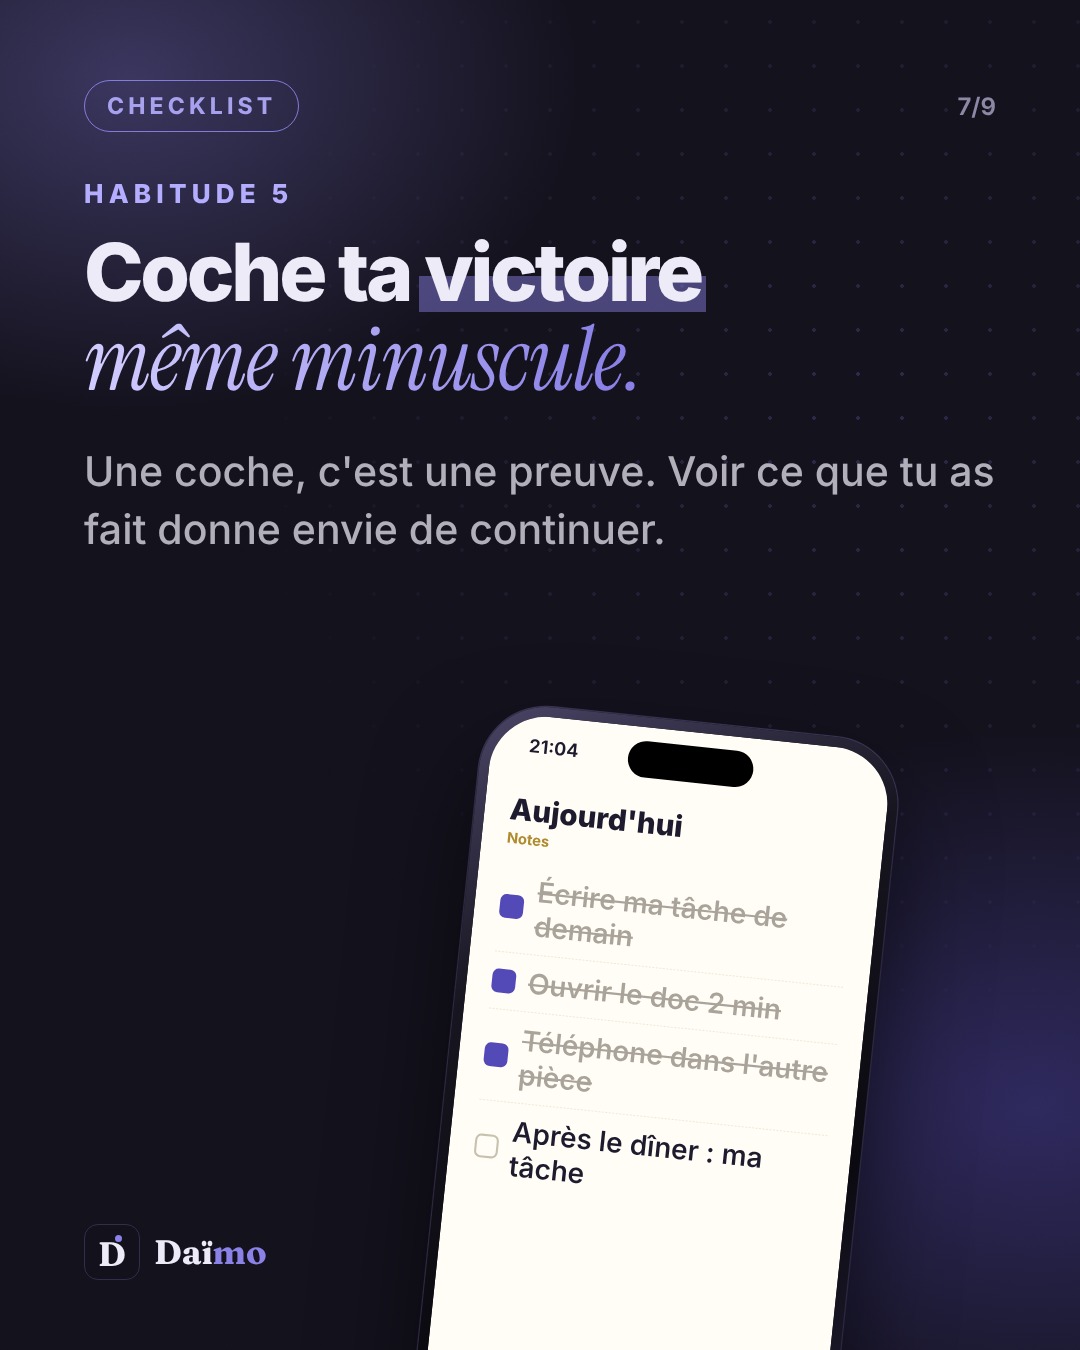 CHECKLIST
7/9
HABITUDE 5
Coche ta victoire
même minuscule.
Une coche, c'est une preuve. Voir ce que tu as
fait donne envie de continuer.
21:04
Aujourd'hui
Notes
Écrire ma tâche de
demain
Ouvrir le doc 2 min
Téléphone dans l'autre
pièce
Après le dîner : ma
tâche
D Daïmo